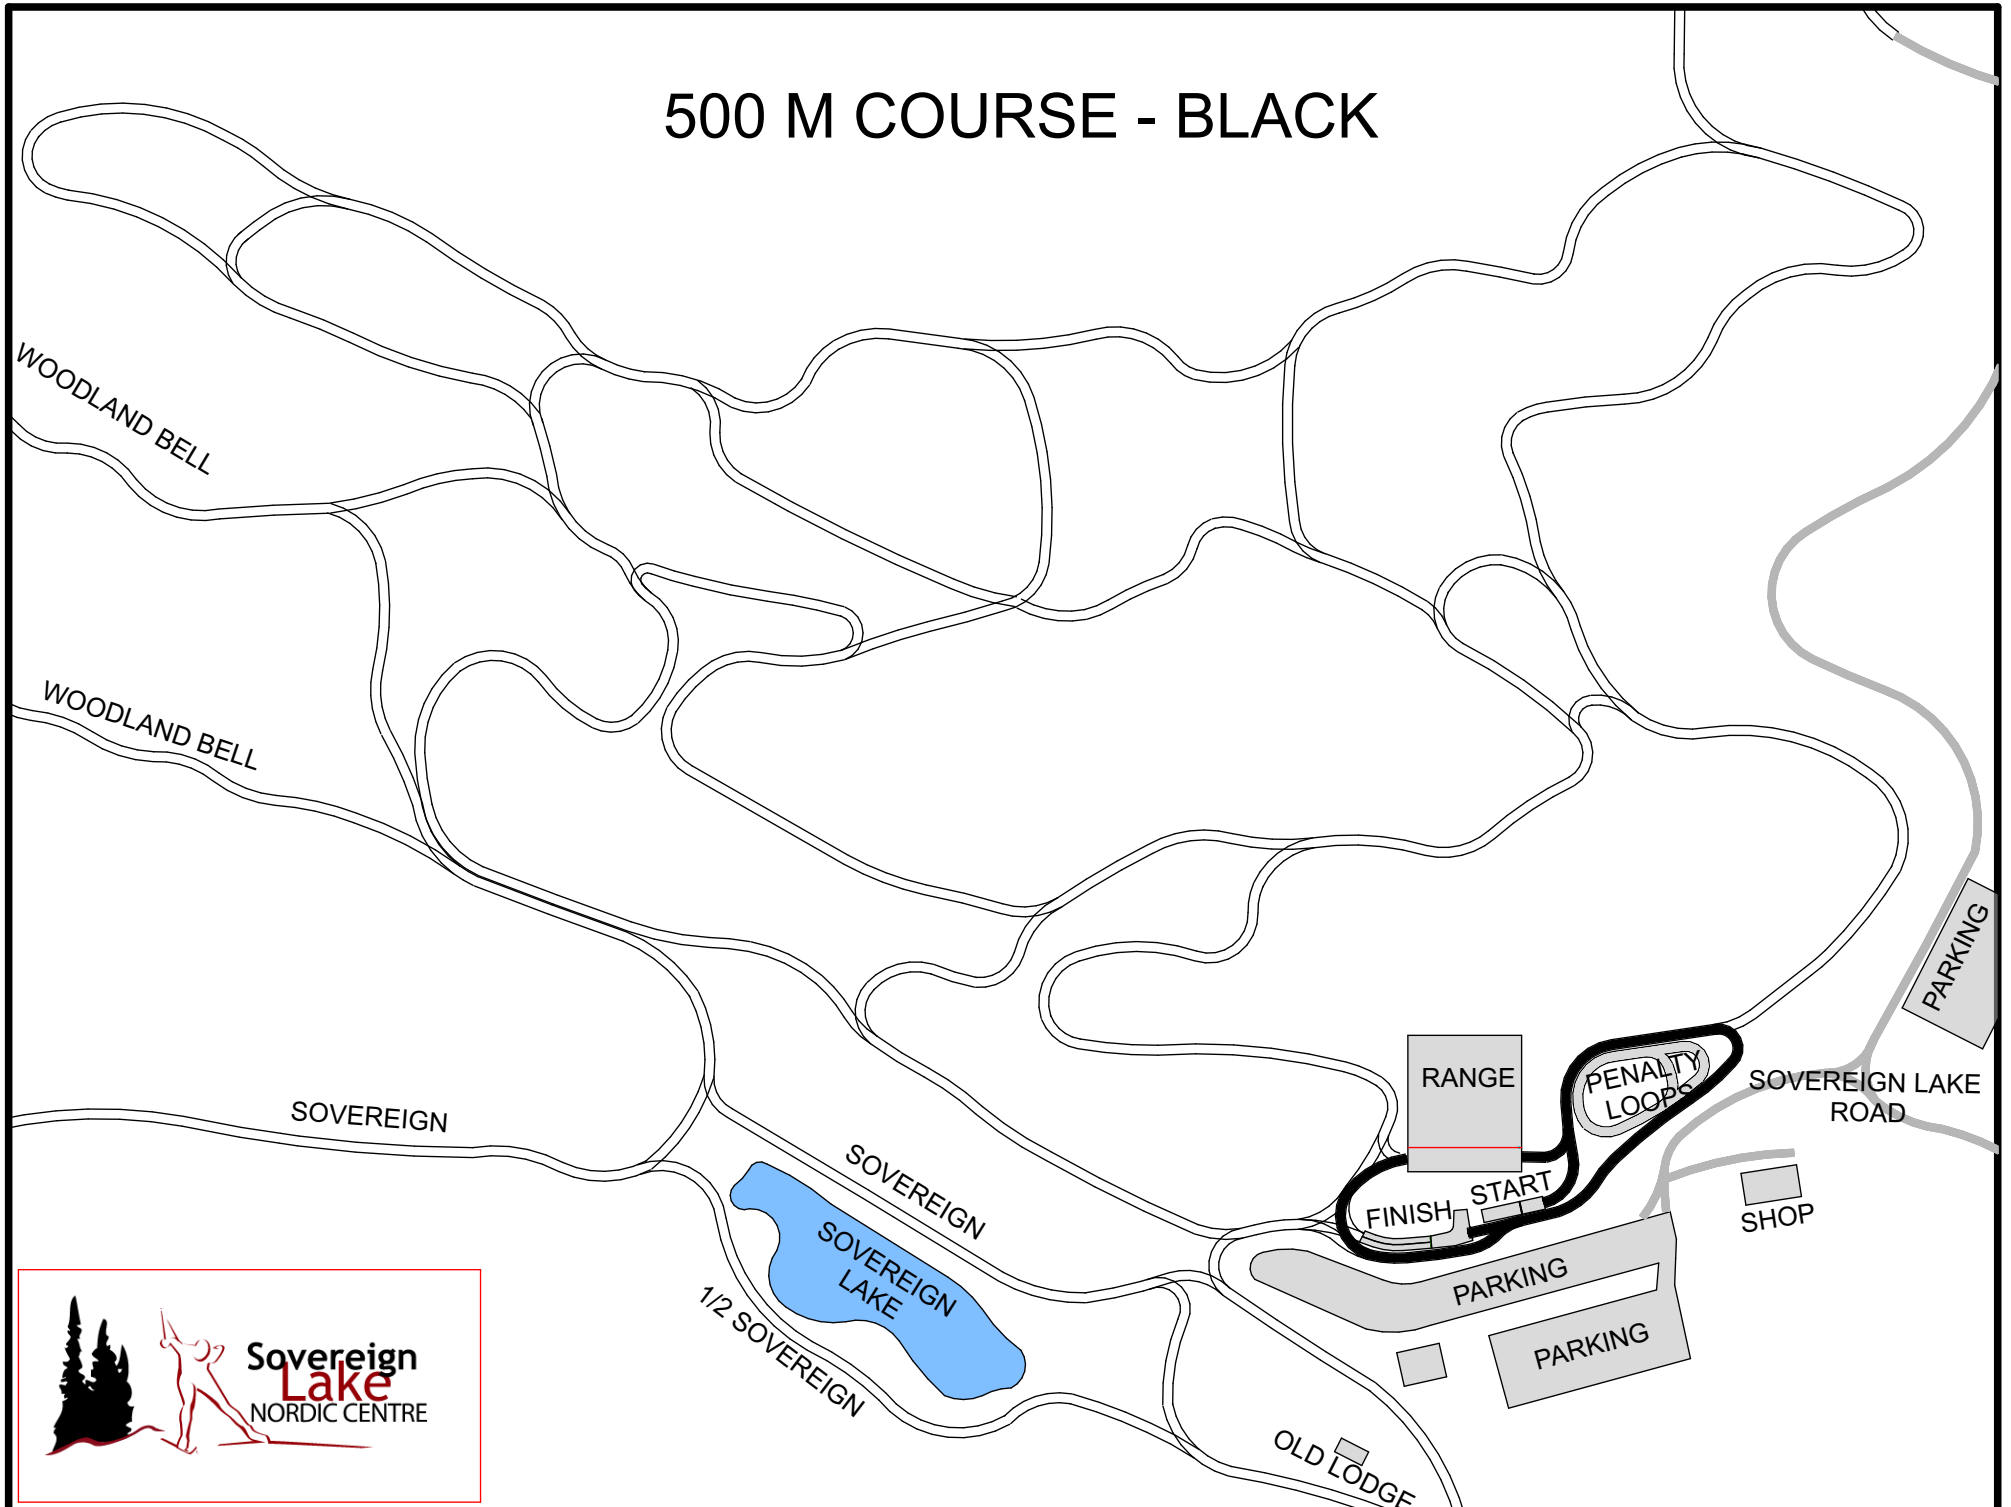 500 M COURSE - BLACK
WOODLAND BELL
WOODLAND BELL
SOVEREIGN
SOVEREIGN
SOVEREIGN
LAKE
1/2 SOVEREIGN
RANGE
PENALTY
LOOPS
START
FINISH
PARKING
SOVEREIGN LAKE
ROAD
SHOP
PARKING
PARKING
OLD LODGE
Sovereign
Lake
NORDIC CENTRE